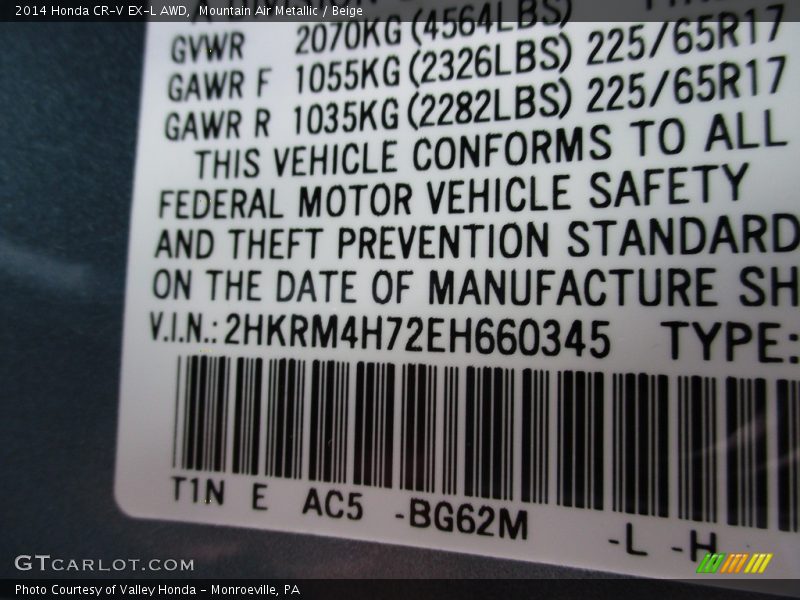 2014 Honda CR-V EX-L AWD, Mountain Air Metallic / Beige
GVWR 2070KG (4564LBS)
GAWR F 1055KG (2326LBS) 225/65R17
GAWR R 1035KG (2282LBS) 225/65R17
THIS VEHICLE CONFORMS TO ALL
FEDERAL MOTOR VEHICLE SAFETY
AND THEFT PREVENTION STANDARD
ON THE DATE OF MANUFACTURE SH
V.I.N.: 2HKRM4H72EH660345 TYPE:
T1N E AC5 -BG62M -L -H
GTCARLOT.COM
Photo Courtesy of Valley Honda - Monroeville, PA